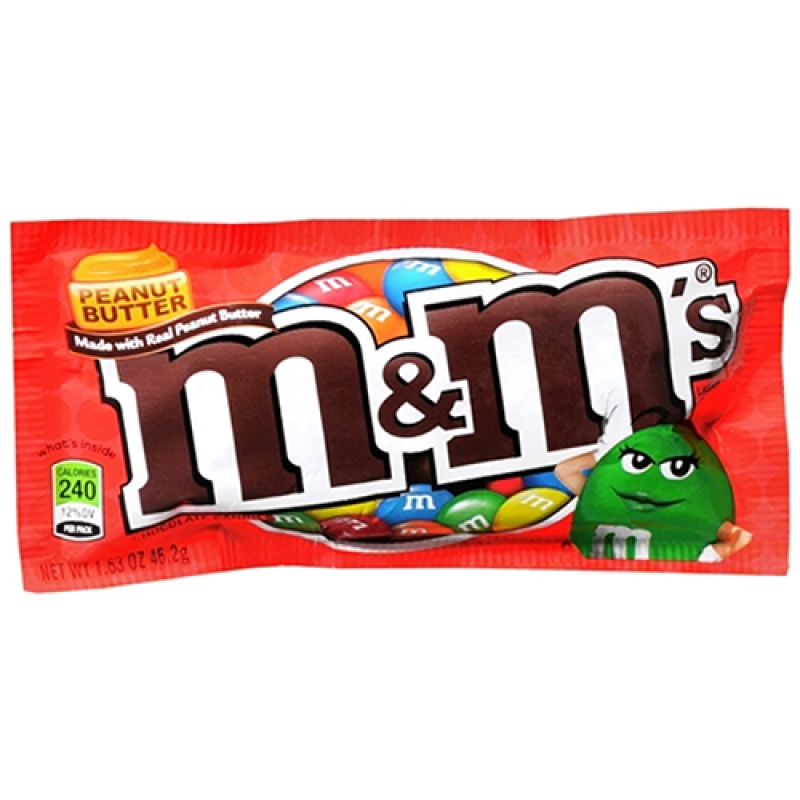 PEANUT
BUTTER
Made with Real Peanut Butter
m&m's®
what's inside
CALORIES
240
12% DV
PER PACK
CHOCOLATE
NET WT 1.63 OZ 46.2g
m
m
m
m
m
m
m
m